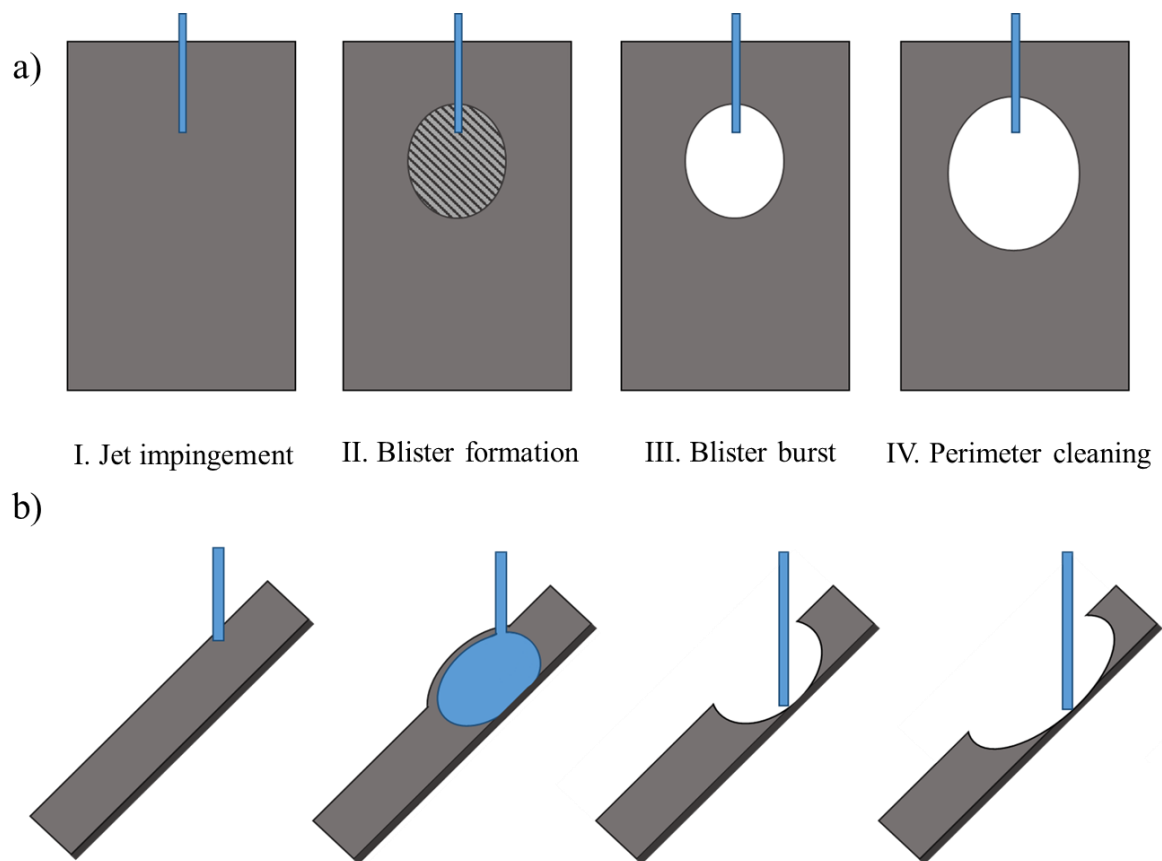 a)
I. Jet impingement
II. Blister formation
III. Blister burst
IV. Perimeter cleaning
b)